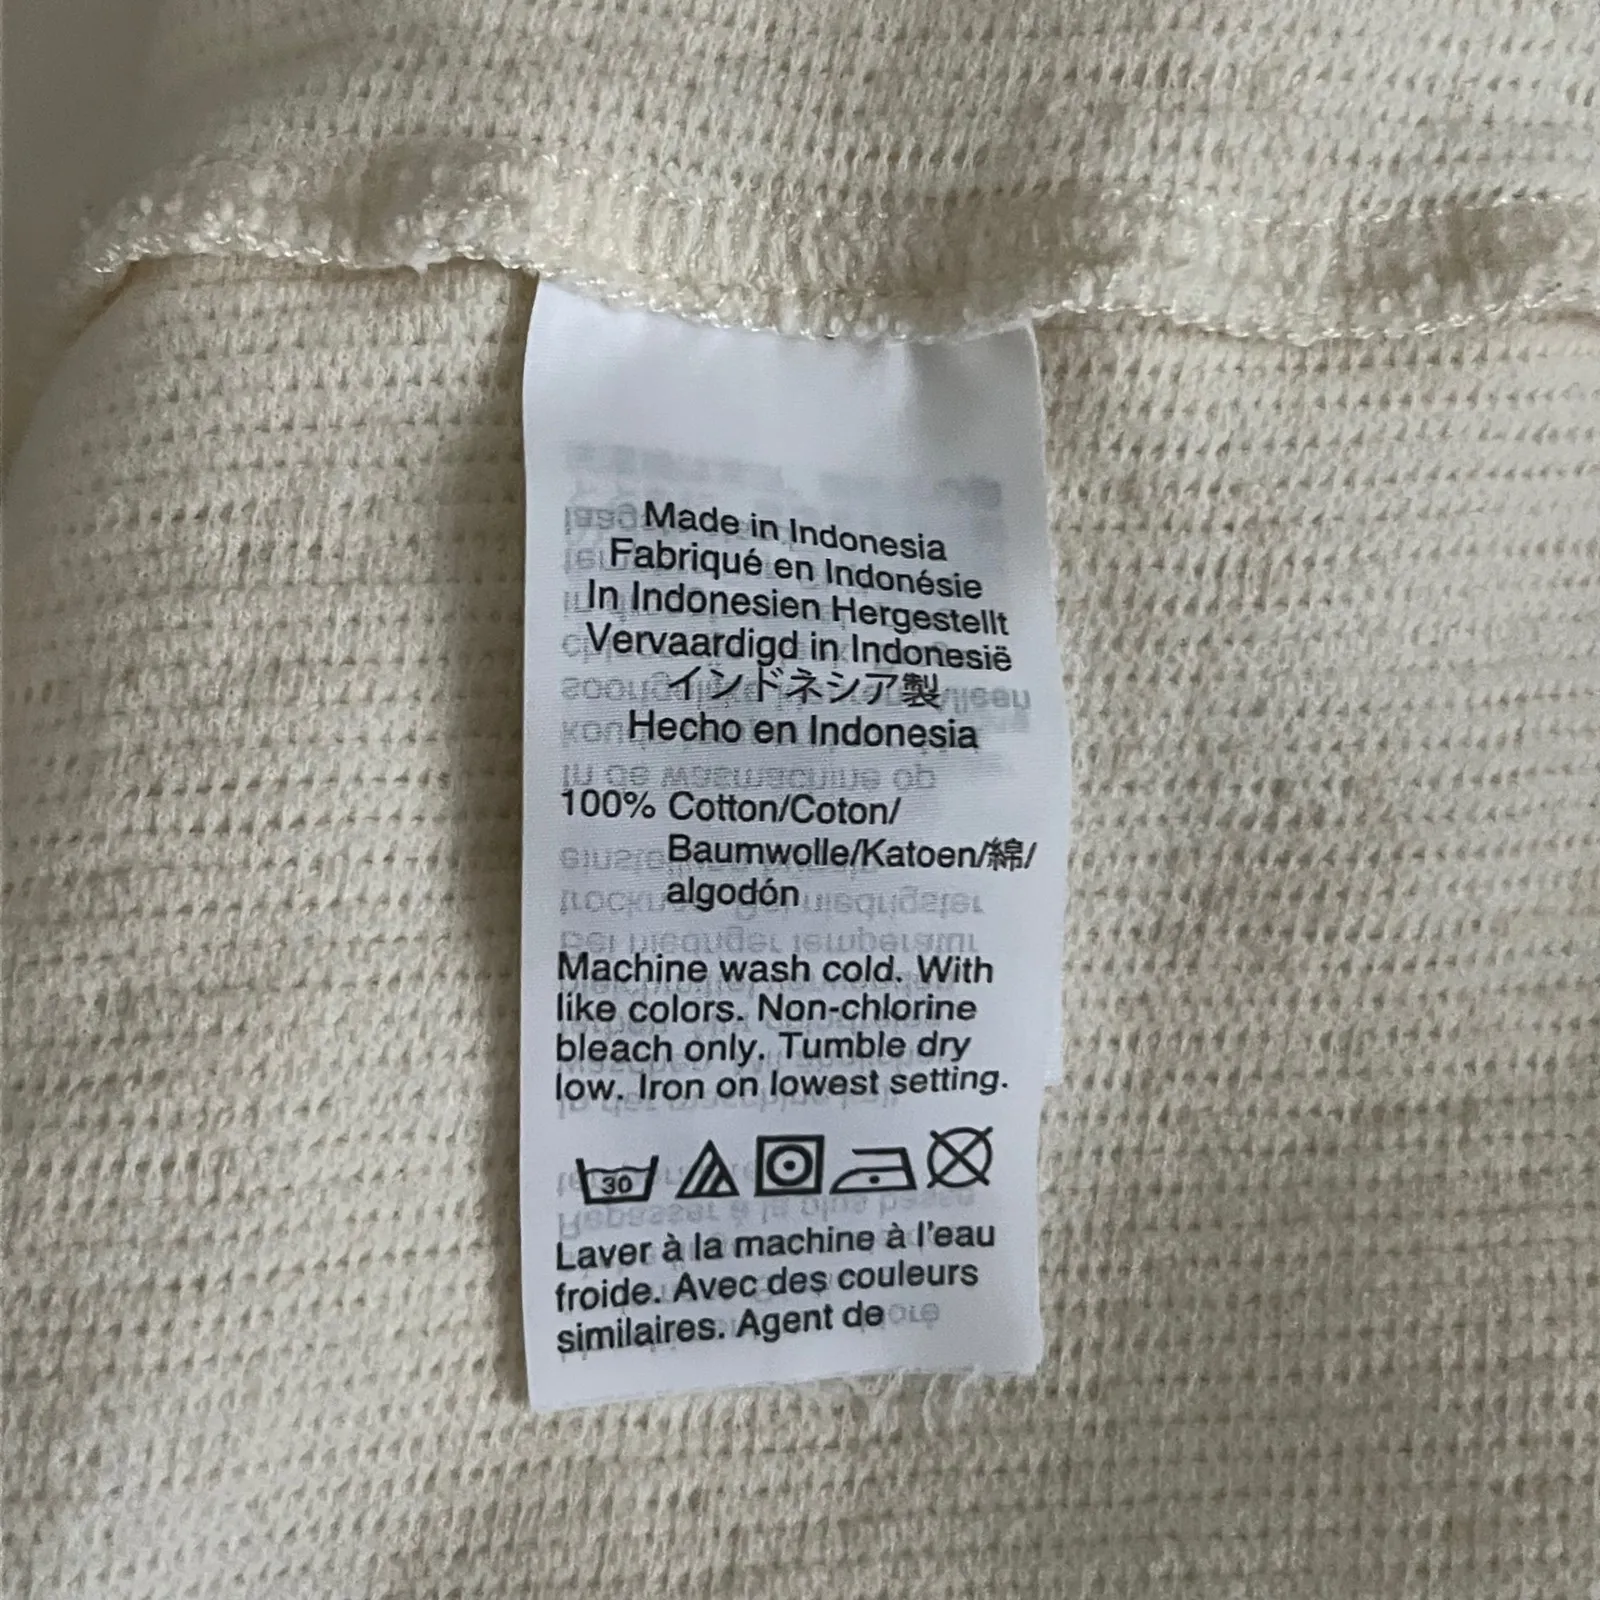 Made in Indonesia
Fabriqué en Indonésie
In Indonesien Hergestellt
Vervaardigd in Indonesië
インドネシア製
Hecho en Indonesia
100% Cotton/Coton/
Baumwolle/Katoen/綿/
algodón
Machine wash cold. With
like colors. Non-chlorine
bleach only. Tumble dry
low. Iron on lowest setting.
30
Laver à la machine à l'eau
froide. Avec des couleurs
similaires. Agent de